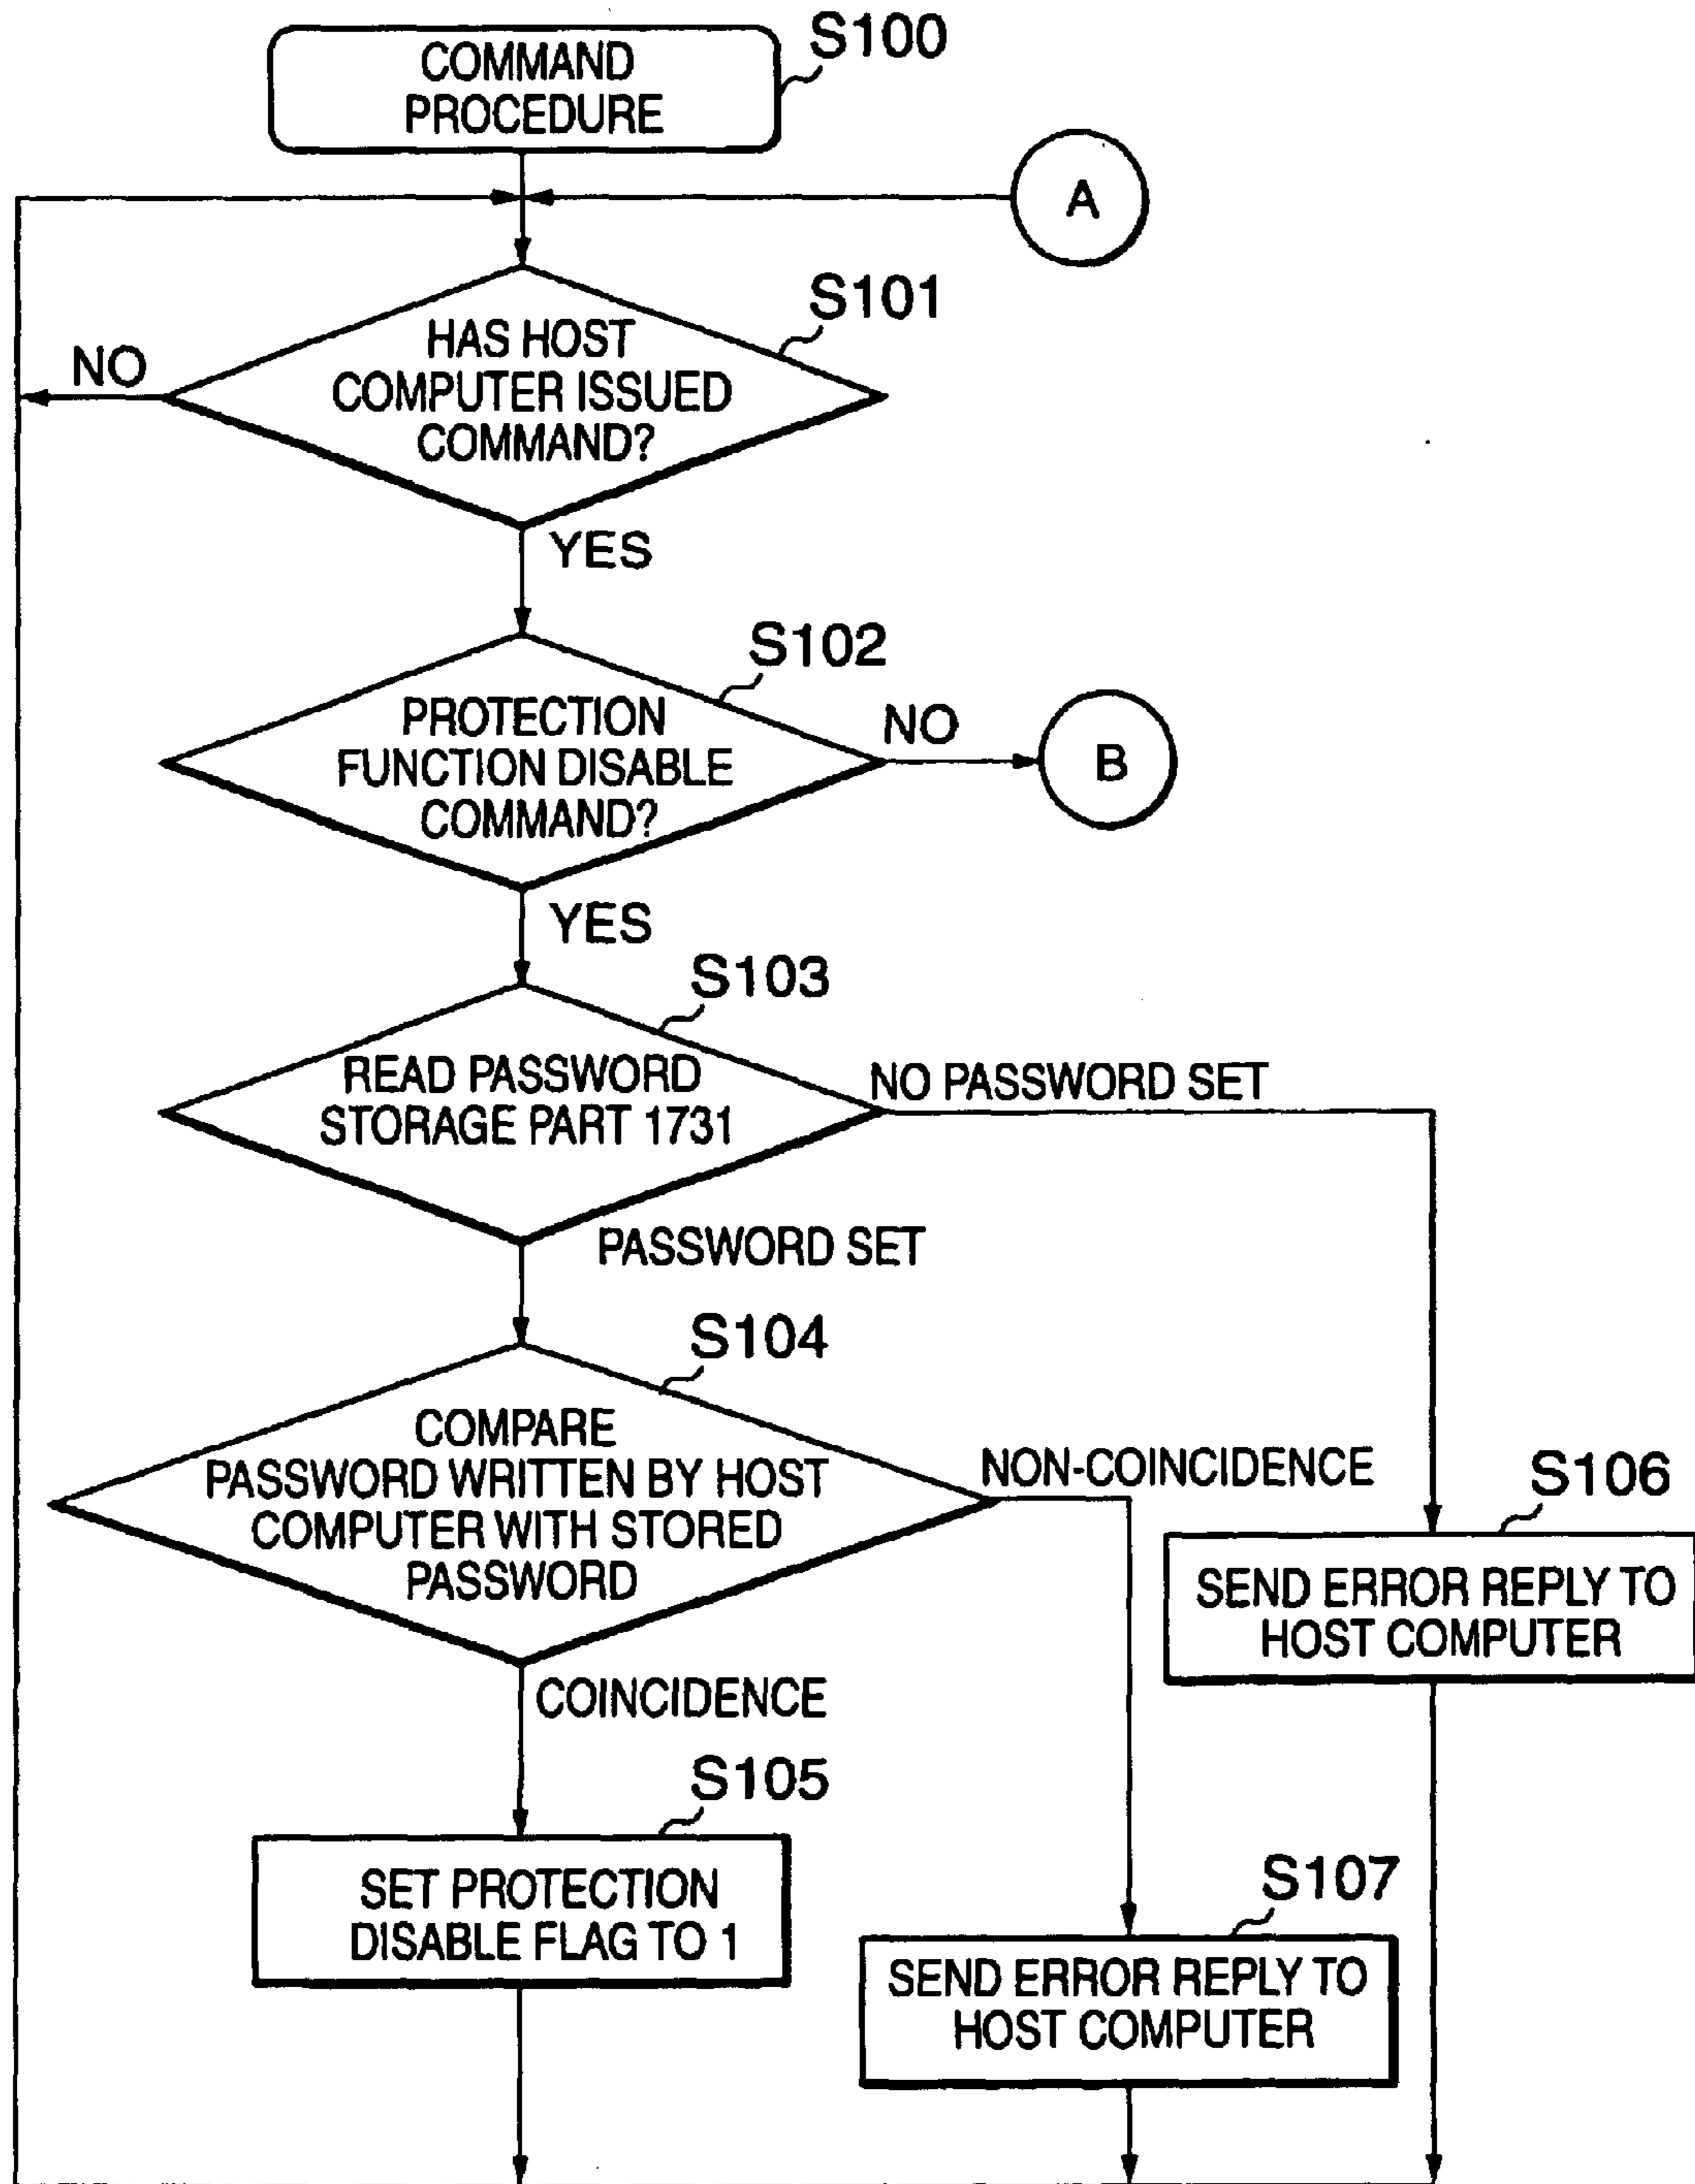 COMMAND
PROCEDURE
S100
A
S101
HAS HOST
COMPUTER ISSUED
COMMAND?
NO
YES
S102
PROTECTION
FUNCTION DISABLE
COMMAND?
NO
B
YES
S103
READ PASSWORD
STORAGE PART 1731
NO PASSWORD SET
PASSWORD SET
S104
COMPARE
PASSWORD WRITTEN BY HOST
COMPUTER WITH STORED
PASSWORD
NON-COINCIDENCE
S106
SEND ERROR REPLY TO
HOST COMPUTER
COINCIDENCE
S105
SET PROTECTION
DISABLE FLAG TO 1
S107
SEND ERROR REPLY TO
HOST COMPUTER